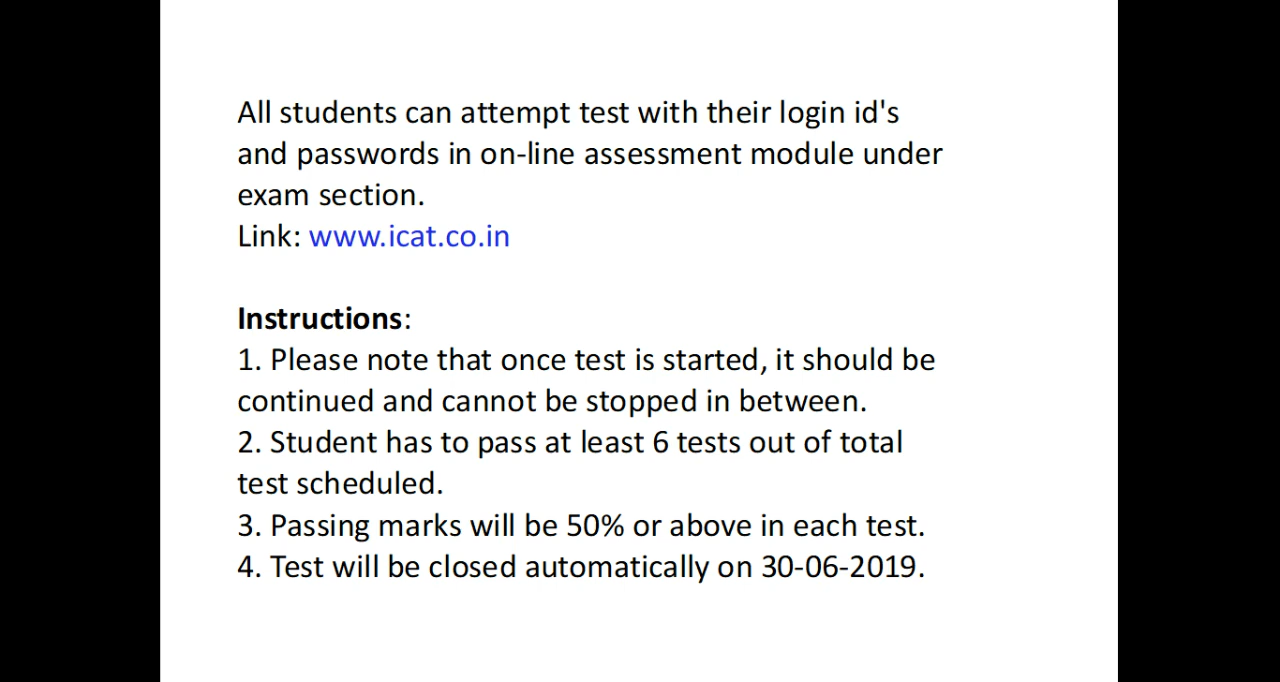 All students can attempt test with their login id's
and passwords in on-line assessment module under
exam section.
Link: www.icat.co.in
Instructions:
1. Please note that once test is started, it should be
continued and cannot be stopped in between.
2. Student has to pass at least 6 tests out of total
test scheduled.
3. Passing marks will be 50% or above in each test.
4. Test will be closed automatically on 30-06-2019.